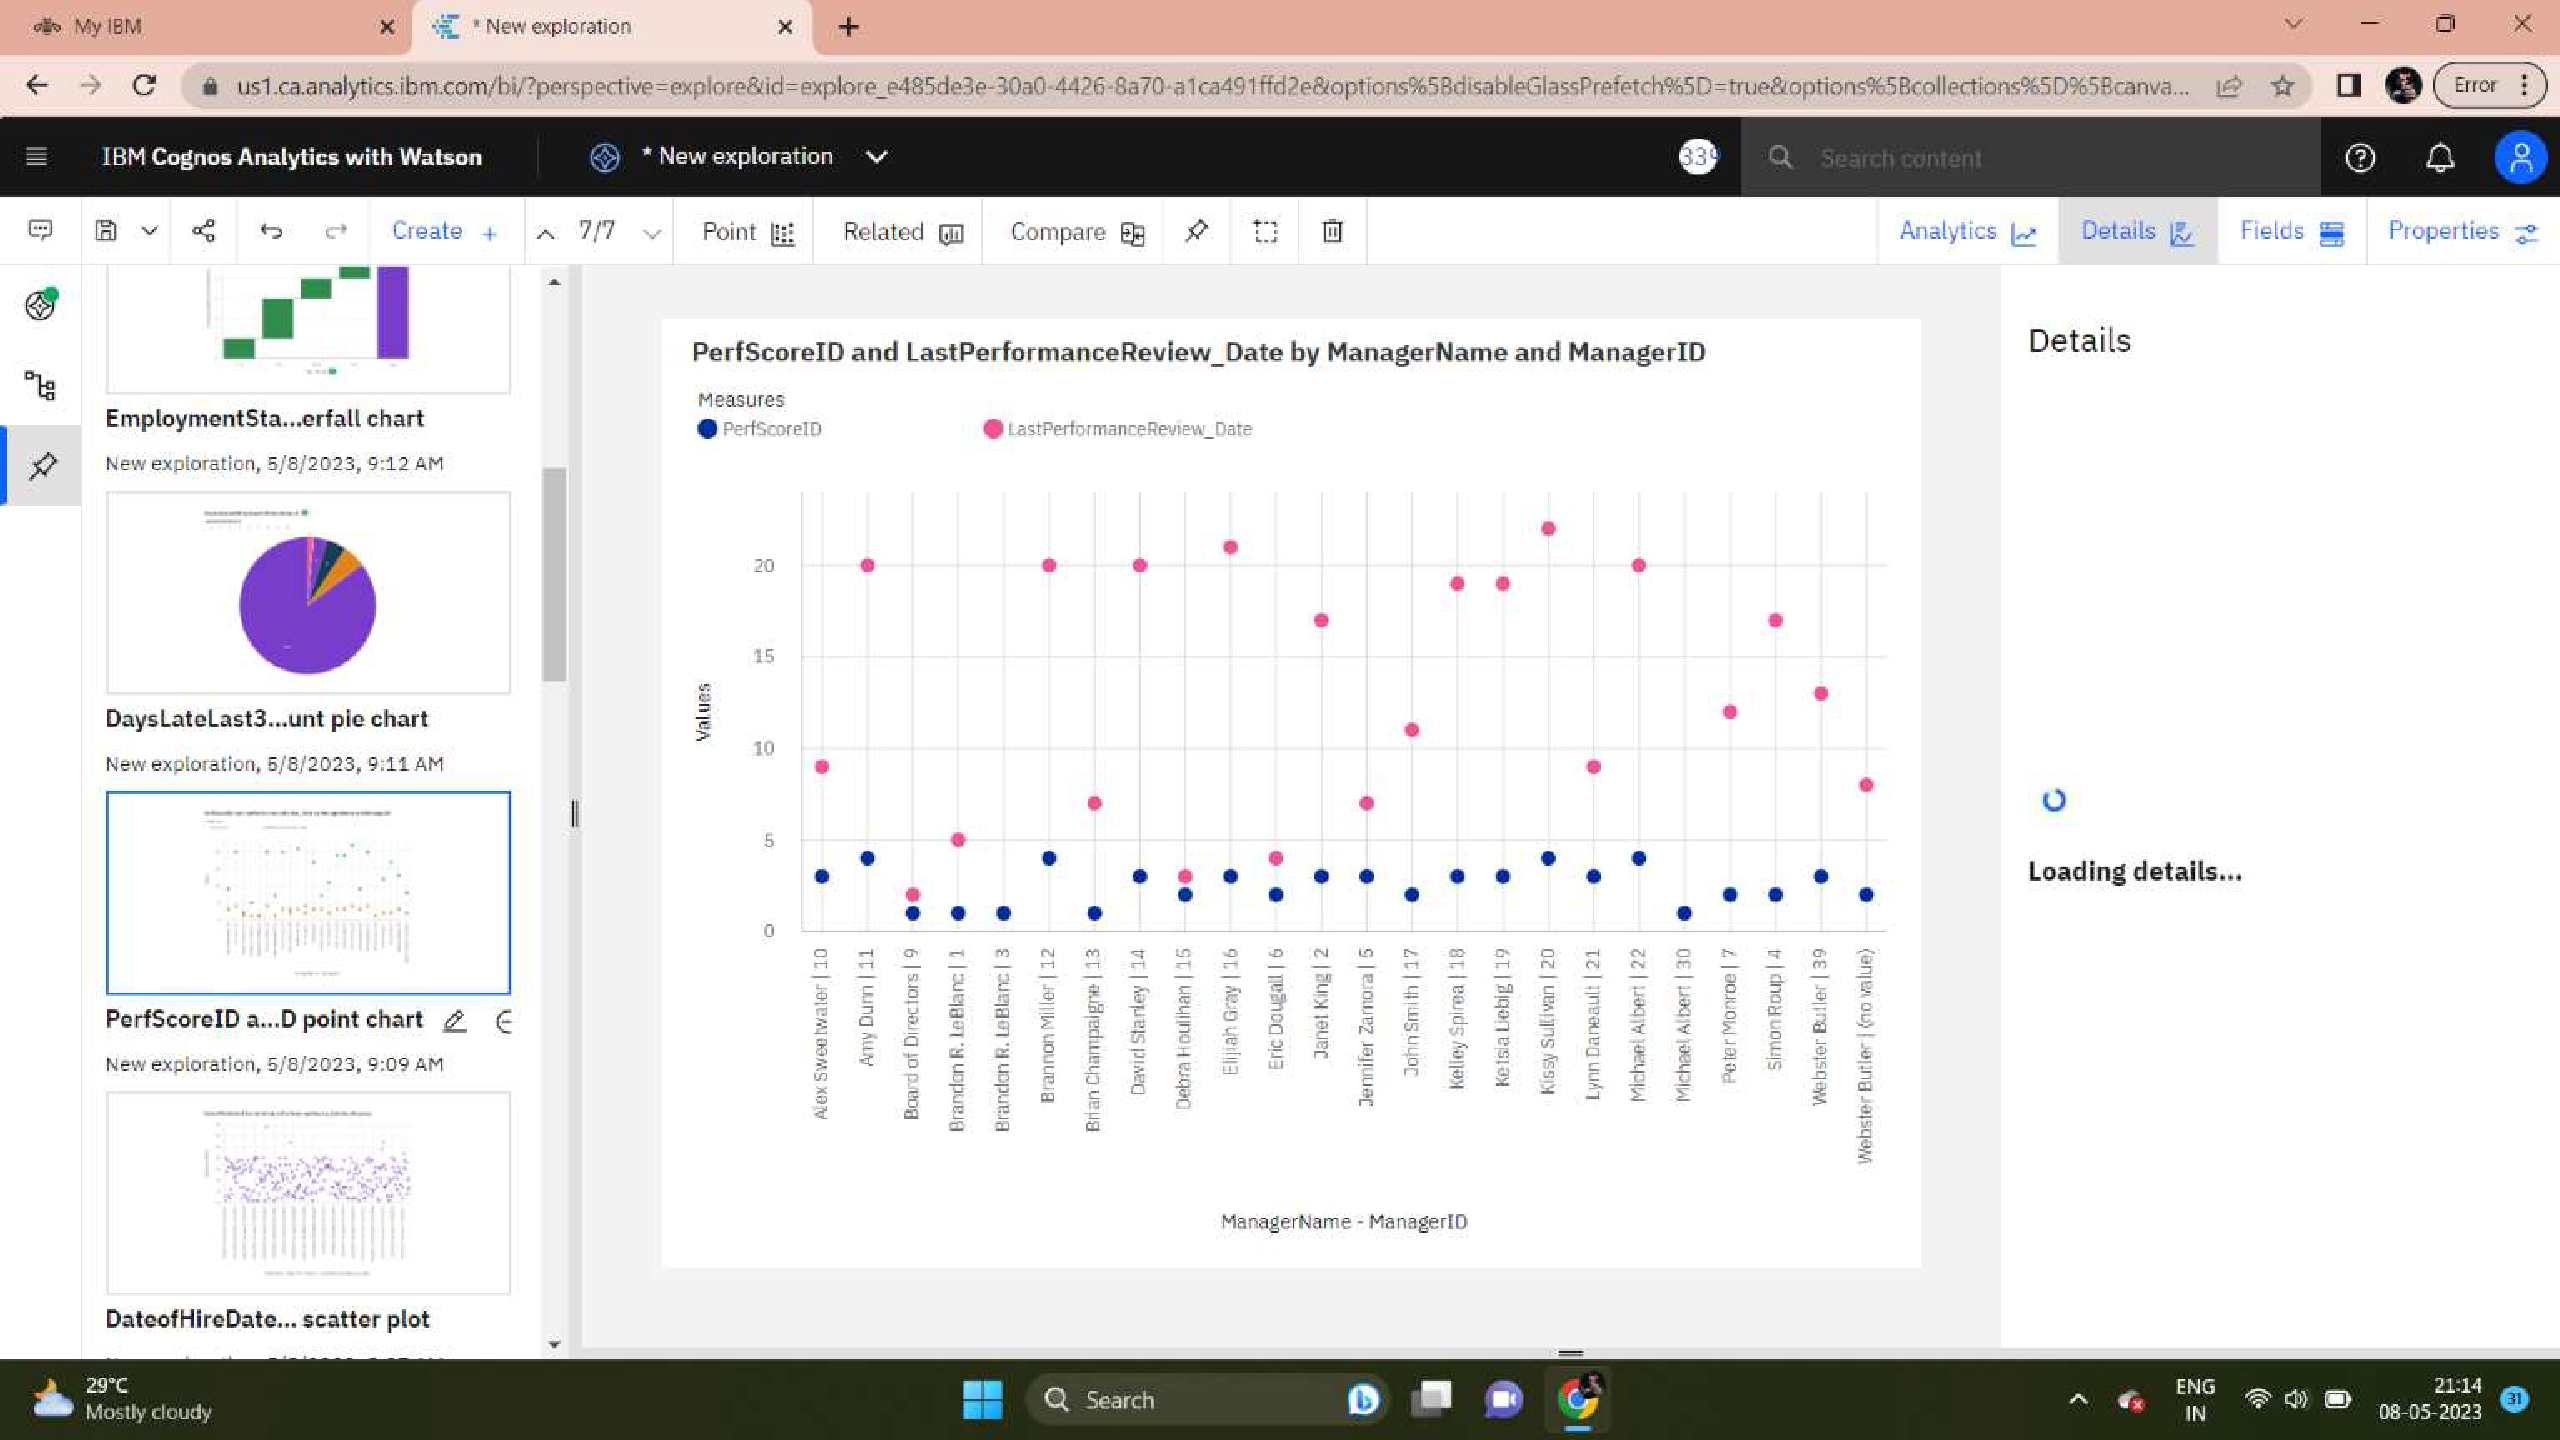 My IBM
* New exploration
us1.ca.analytics.ibm.com/bi/?perspective=explore&id=explore_e485de3e-30a0-4426-8a70-a1ca491ffd2e&options%5BdisableGlassPrefetch%5D=true&options%5Bcollections%5D%5Bcanva...
Error
IBM Cognos Analytics with Watson
* New exploration
Search content
Create +
7/7
Point
Related
Compare
Analytics
Details
Fields
Properties
EmploymentSta...erfall chart
New exploration, 5/8/2023, 9:12 AM
DaysLateLast3...unt pie chart
New exploration, 5/8/2023, 9:11 AM
PerfScoreID a...D point chart
New exploration, 5/8/2023, 9:09 AM
DateofHireDate... scatter plot
PerfScoreID and LastPerformanceReview_Date by ManagerName and ManagerID
Measures
PerfScoreID
LastPerformanceReview_Date
Values
20
15
10
5
0
Alex Sweetwater | 10
Amy Dunn | 11
Board of Directors | 9
Brandon R. LeBlanc | 1
Brandon R. LeBlanc | 3
Brannon Miller | 12
Brian Champaigne | 13
David Stanley | 14
Debra Houlihan | 15
Elijiah Gray | 16
Eric Dougall | 6
Janet King | 2
Jennifer Zamora | 5
John Smith | 17
Kelley Spirea | 18
Ketsia Liebig | 19
Kissy Sullivan | 20
Lynn Daneault | 21
Michael Albert | 22
Michael Albert | 30
Peter Monroe | 7
Simon Roup | 4
Webster Butler | 39
Webster Butler | (no value)
ManagerName - ManagerID
Details
Loading details...
29°C
Mostly cloudy
Search
ENG
IN
21:14
08-05-2023
31